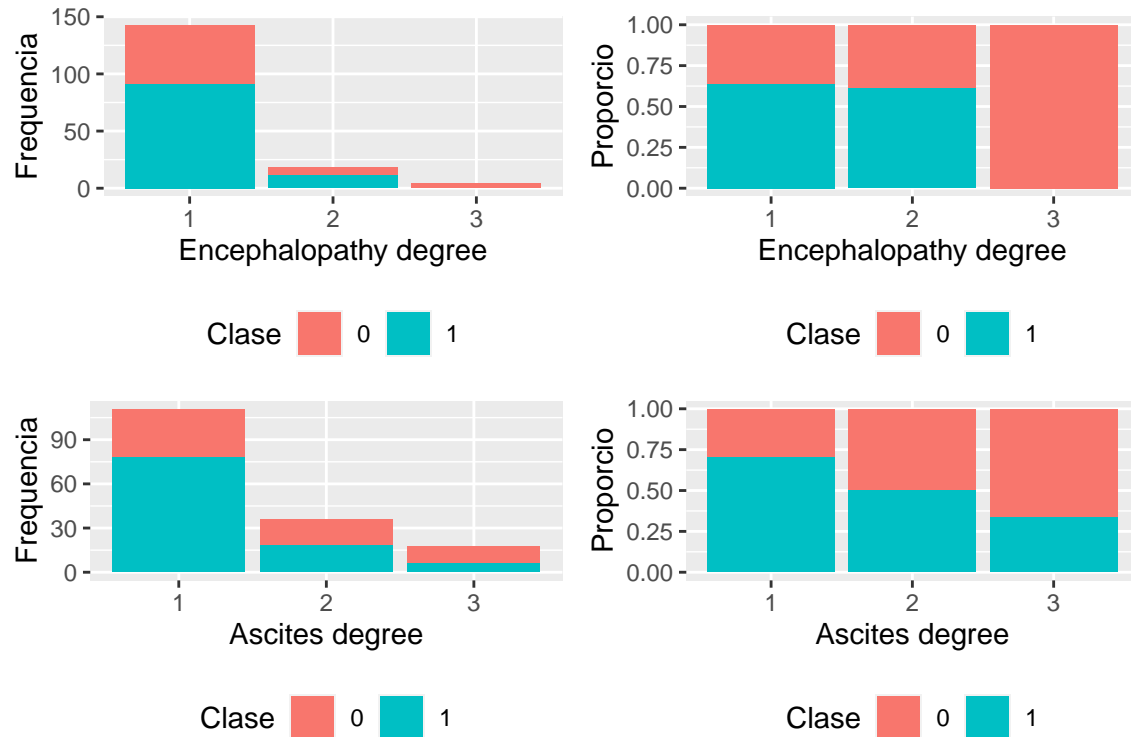 Frequencia
150
100
50
0
1 2 3
Encephalopathy degree
Clase 0 1
Proporcio
1.00
0.75
0.50
0.25
0.00
1 2 3
Encephalopathy degree
Clase 0 1
Frequencia
90
60
30
0
1 2 3
Ascites degree
Clase 0 1
Proporcio
1.00
0.75
0.50
0.25
0.00
1 2 3
Ascites degree
Clase 0 1